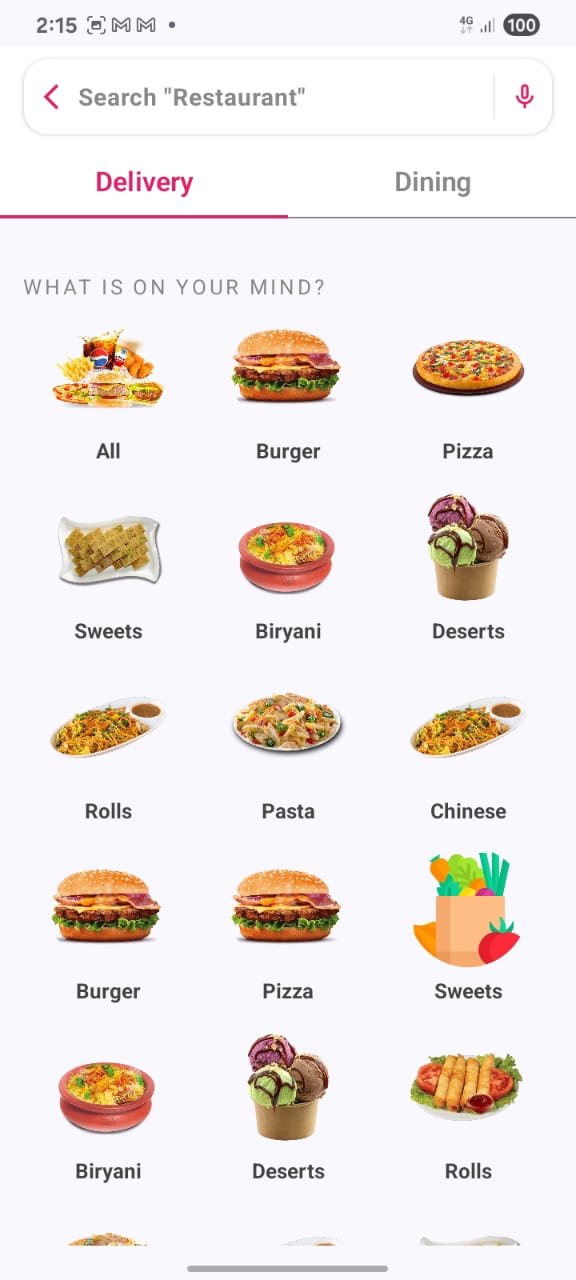 2:15
4G
100
Search "Restaurant"
Delivery
Dining
WHAT IS ON YOUR MIND?
All
Burger
Pizza
Sweets
Biryani
Deserts
Rolls
Pasta
Chinese
Burger
Pizza
Sweets
Biryani
Deserts
Rolls